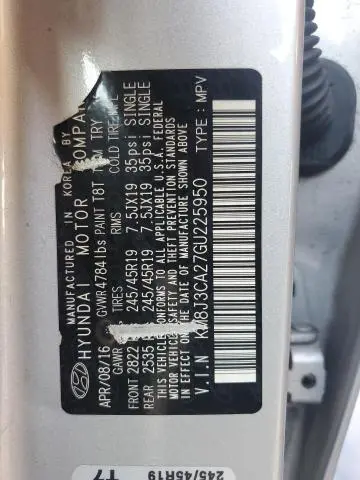 MANUFACTURED IN KOREA BY
HYUNDAI MOTOR COMPA
APR/08/16 GVWR 4784 lbs PAINT T8T TRY
GAWR TIRES RIMS COLD TIRE
FRONT 2822 245/45R19 7.5JX19 35psi SINGLE
REAR 2535 245/45R19 7.5JX19 35psi SINGLE
THIS VEHICLE CONFORMS TO ALL APPLICABLE U.S.A. FEDERAL
MOTOR VEHICLE SAFETY, BUMPER, AND THEFT PREVENTION STANDARDS
IN EFFECT ON THE DATE OF MANUFACTURE SHOWN ABOVE.
V.I.N : KM8J3CA27GU225950 TYPE : MPV
245/45R19
T7